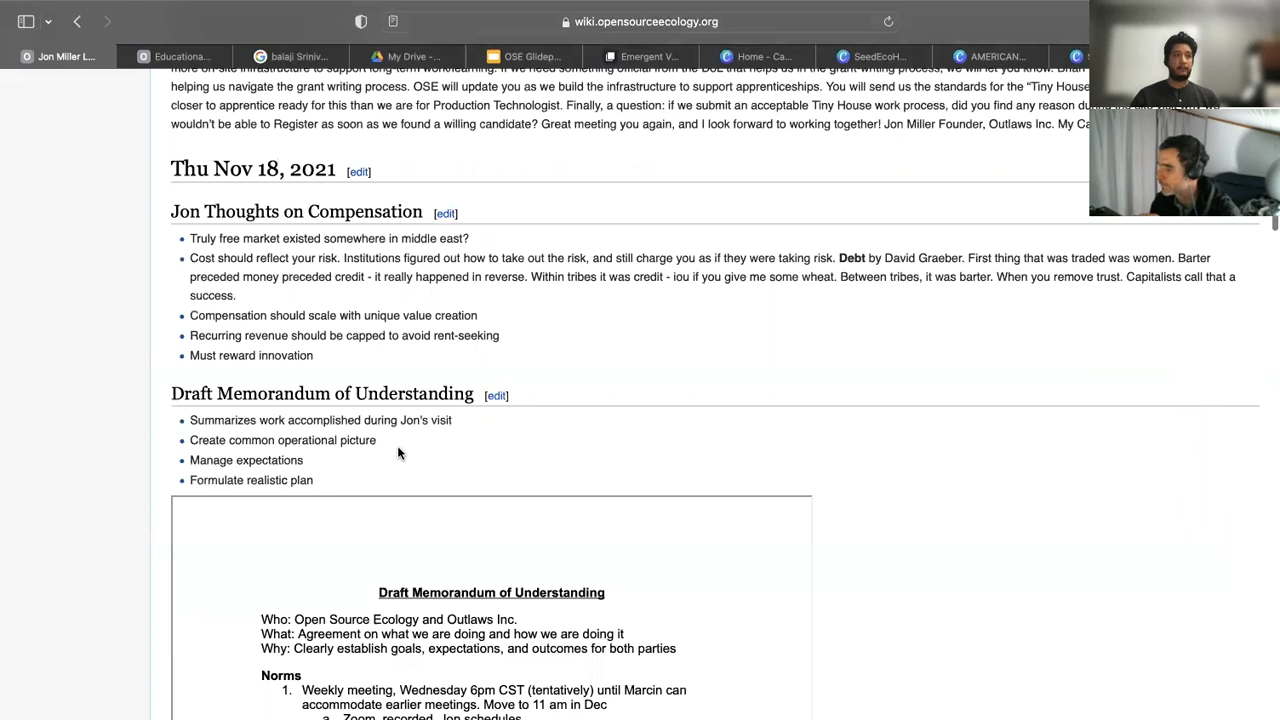 wiki.opensourceecology.org
Jon Miller L...
Educationa...
balaji Sriniv...
My Drive -...
OSE Glidep...
Emergent V...
Home - Ca...
SeedEcoH...
AMERICAN...
helping us navigate the grant writing process. OSE will update you as we build the infrastructure to support apprenticeships. You will send us the standards for the “Tiny House
closer to apprentice ready for this than we are for Production Technologist. Finally, a question: if we submit an acceptable Tiny House work process, did you find any reason
wouldn’t be able to Register as soon as we found a willing candidate? Great meeting you again, and I look forward to working together! Jon Miller Founder, Outlaws Inc. My Ca
Thu Nov 18, 2021 [edit]
Jon Thoughts on Compensation [edit]
Truly free market existed somewhere in middle east?
Cost should reflect your risk. Institutions figured out how to take out the risk, and still charge you as if they were taking risk. Debt by David Graeber. First thing that was traded was women. Barter
preceded money preceded credit - it really happened in reverse. Within tribes it was credit - iou if you give me some wheat. Between tribes, it was barter. When you remove trust. Capitalists call that a
success.
Compensation should scale with unique value creation
Recurring revenue should be capped to avoid rent-seeking
Must reward innovation
Draft Memorandum of Understanding [edit]
Summarizes work accomplished during Jon's visit
Create common operational picture
Manage expectations
Formulate realistic plan
Draft Memorandum of Understanding
Who: Open Source Ecology and Outlaws Inc.
What: Agreement on what we are doing and how we are doing it
Why: Clearly establish goals, expectations, and outcomes for both parties
Norms
1. Weekly meeting, Wednesday 6pm CST (tentatively) until Marcin can
accommodate earlier meetings. Move to 11 am in Dec
a. Zoom, recorded, Jon schedules